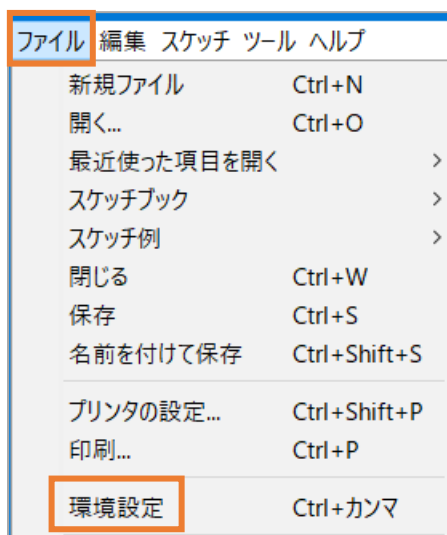 ファイル 編集 スケッチ ツール ヘルプ
新規ファイル Ctrl+N
開く... Ctrl+O
最近使った項目を開く >
スケッチブック >
スケッチ例 >
閉じる Ctrl+W
保存 Ctrl+S
名前を付けて保存 Ctrl+Shift+S
プリンタの設定... Ctrl+Shift+P
印刷... Ctrl+P
環境設定 Ctrl+カンマ